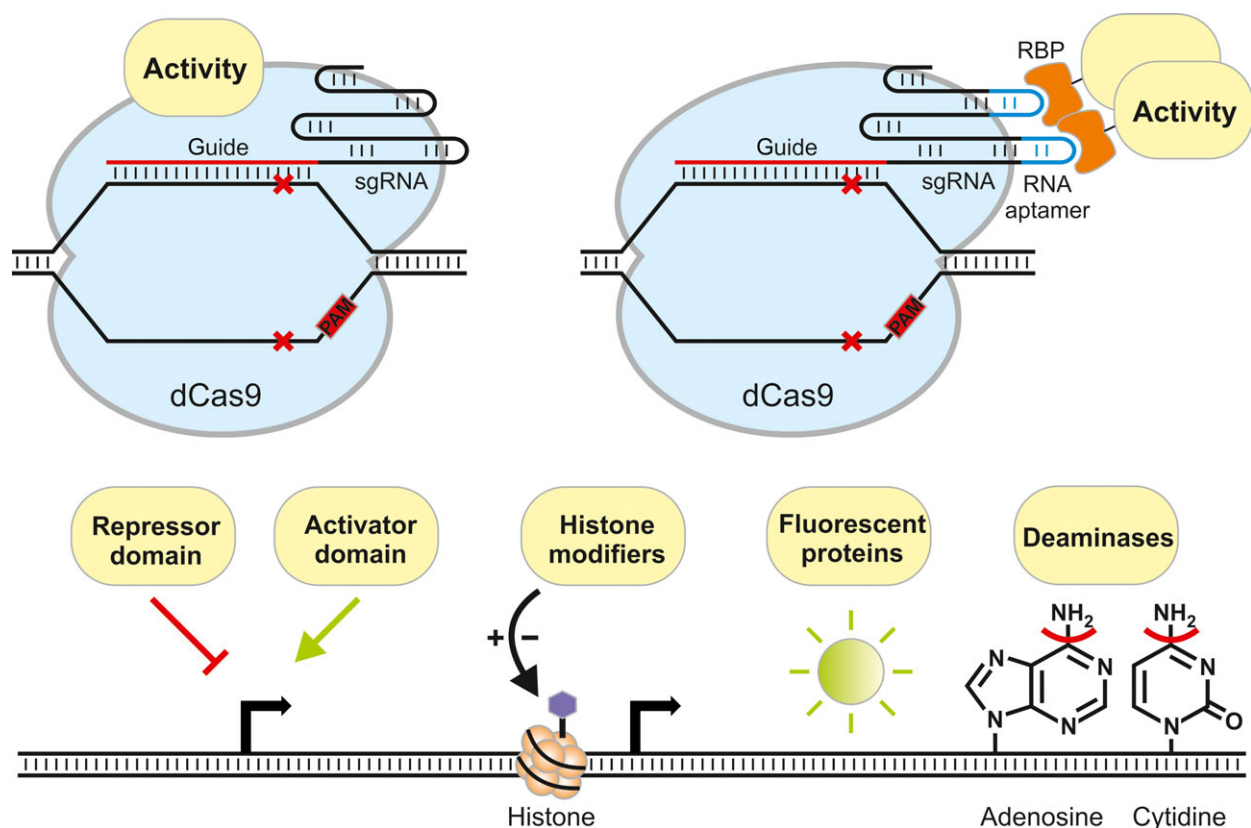 Activity
Guide
sgRNA
PAM
dCas9
RBP
Activity
Guide
sgRNA
RNA
aptamer
PAM
dCas9
Repressor
domain
Activator
domain
Histone
modifiers
Fluorescent
proteins
Deaminases
+ −
NH2
N
N
N
N
NH2
N
N
O
Histone
Adenosine
Cytidine